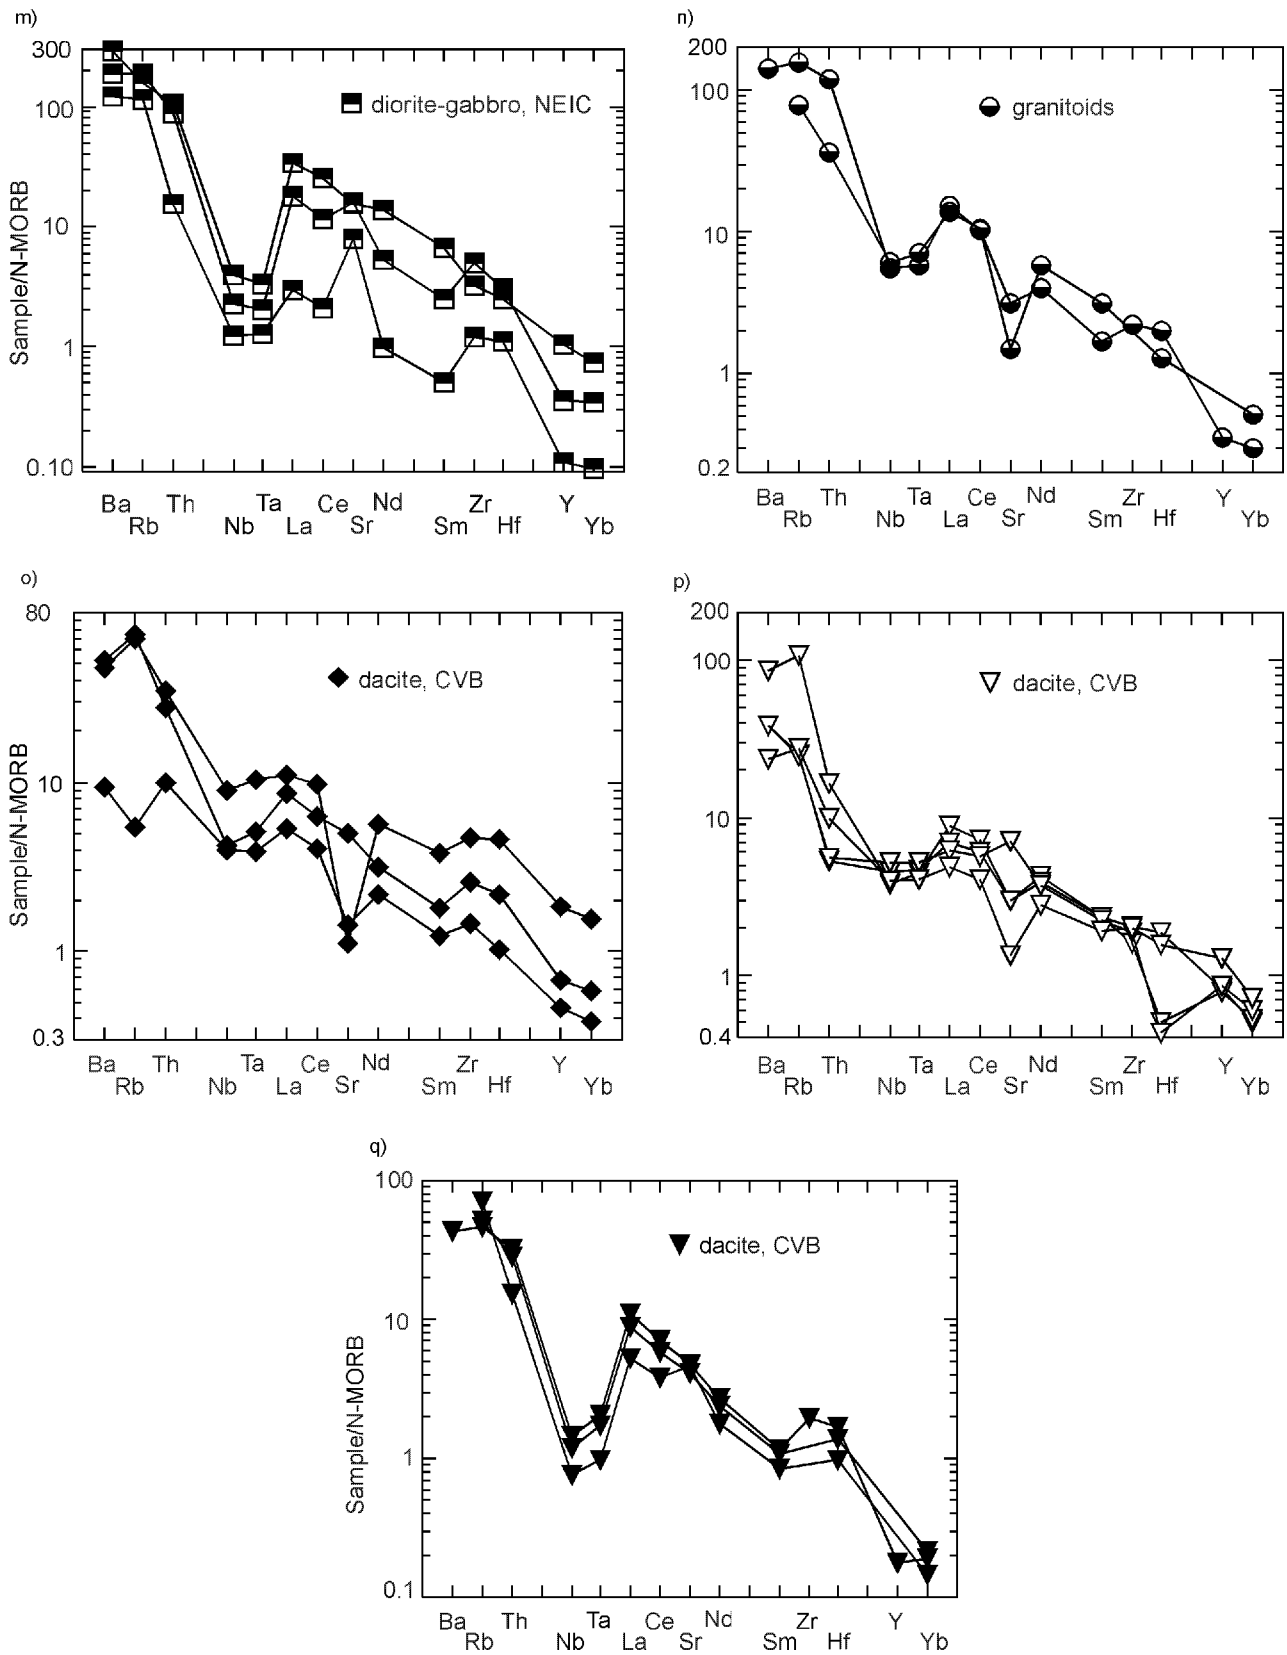 m)
300
100
10
1
0.10
Sample/N-MORB
diorite-gabbro, NEIC
Ba Th Ta Ce Nd Zr Y
Rb Nb La Sr Sm Hf Yb
n)
200
100
10
1
0.2
granitoids
Ba Th Ta Ce Nd Zr Y
Rb Nb La Sr Sm Hf Yb
o)
80
10
1
0.3
Sample/N-MORB
dacite, CVB
Ba Th Ta Ce Nd Zr Y
Rb Nb La Sr Sm Hf Yb
p)
200
100
10
1
0.4
dacite, CVB
Ba Th Ta Ce Nd Zr Y
Rb Nb La Sr Sm Hf Yb
q)
100
10
1
0.1
Sample/N-MORB
dacite, CVB
Ba Th Ta Ce Nd Zr Y
Rb Nb La Sr Sm Hf Yb